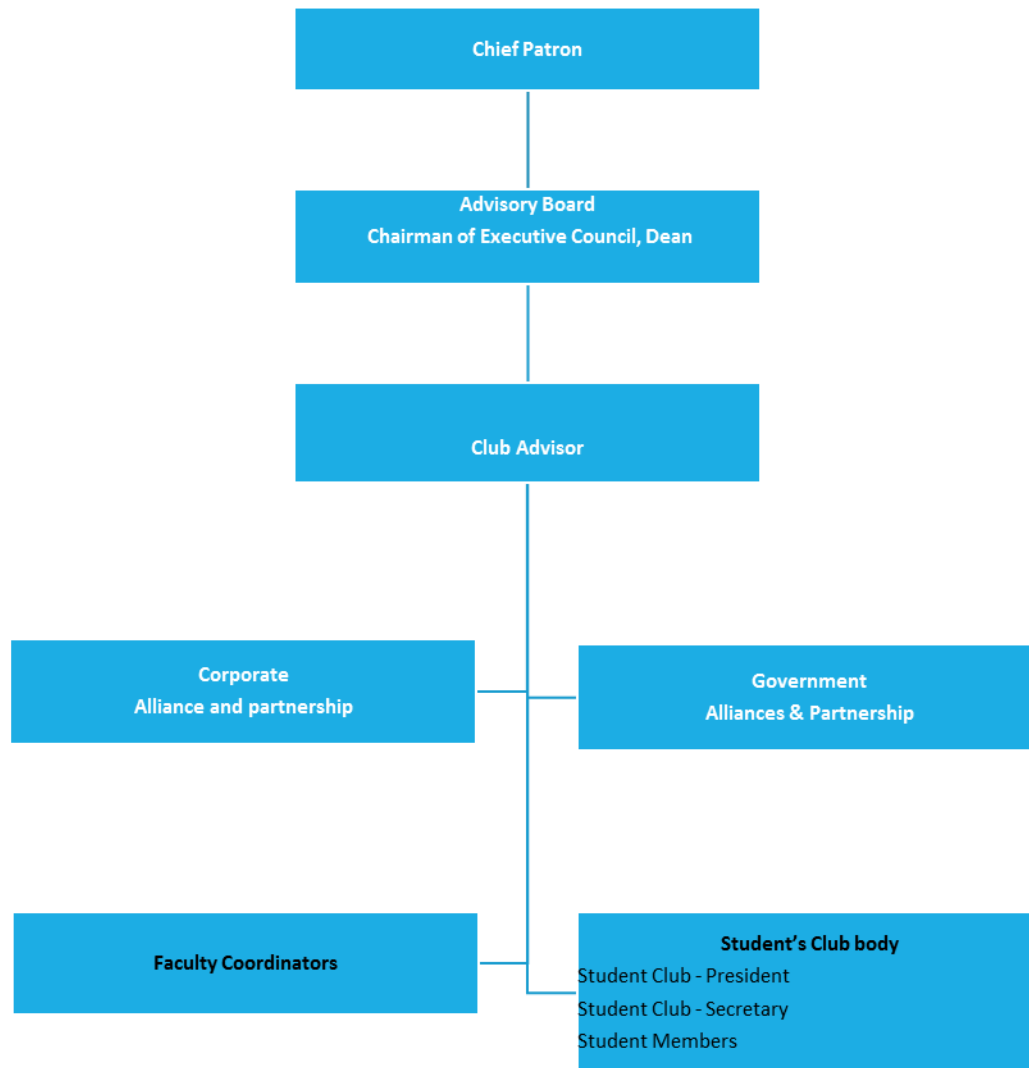 Chief Patron
Advisory Board
Chairman of Executive Council, Dean
Club Advisor
Corporate
Alliance and partnership
Government
Alliances & Partnership
Faculty Coordinators
Student’s Club body
Student Club - President
Student Club - Secretary
Student Members